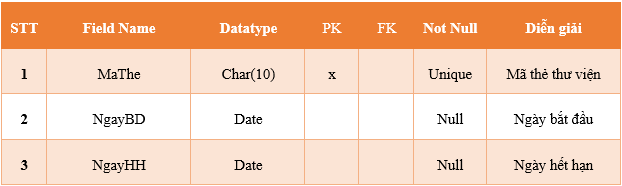 STT Field Name Datatype PK FK Not Null Diễn giải
1 MaThe Char(10) x Unique Mã thẻ thư viện
2 NgayBD Date Null Ngày bắt đầu
3 NgayHH Date Null Ngày hết hạn